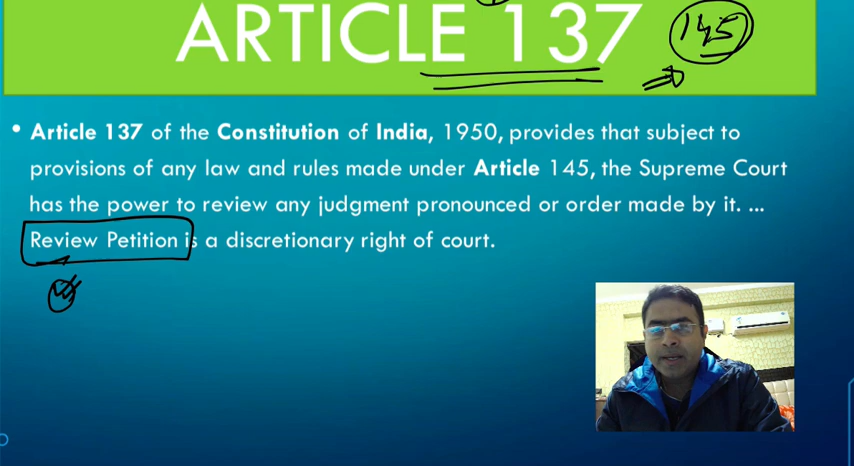 ARTICLE 137
145
• Article 137 of the Constitution of India, 1950, provides that subject to
provisions of any law and rules made under Article 145, the Supreme Court
has the power to review any judgment pronounced or order made by it. ...
Review Petition is a discretionary right of court.